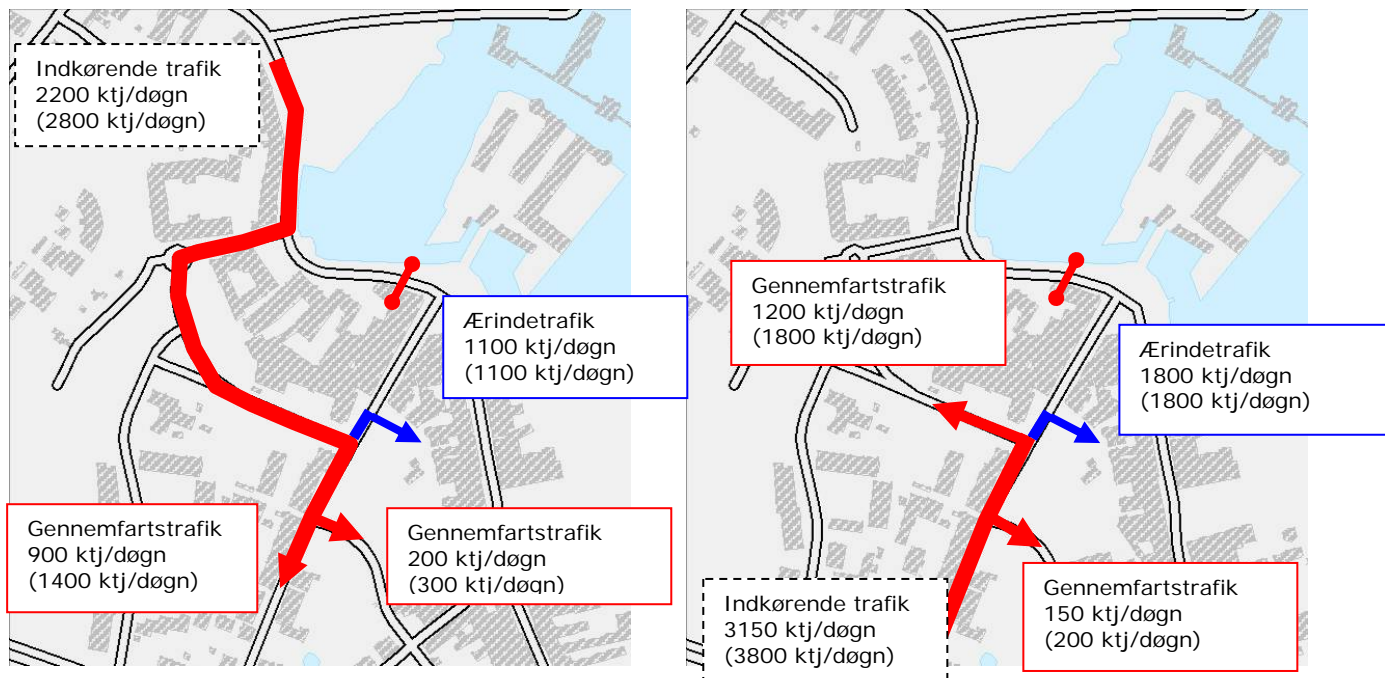 Indkørende trafik
2200 ktj/døgn
(2800 ktj/døgn)
Ærindetrafik
1100 ktj/døgn
(1100 ktj/døgn)
Gennemfartstrafik
900 ktj/døgn
(1400 ktj/døgn)
Gennemfartstrafik
200 ktj/døgn
(300 ktj/døgn)
Gennemfartstrafik
1200 ktj/døgn
(1800 ktj/døgn)
Ærindetrafik
1800 ktj/døgn
(1800 ktj/døgn)
Indkørende trafik
3150 ktj/døgn
(3800 ktj/døgn)
Gennemfartstrafik
150 ktj/døgn
(200 ktj/døgn)